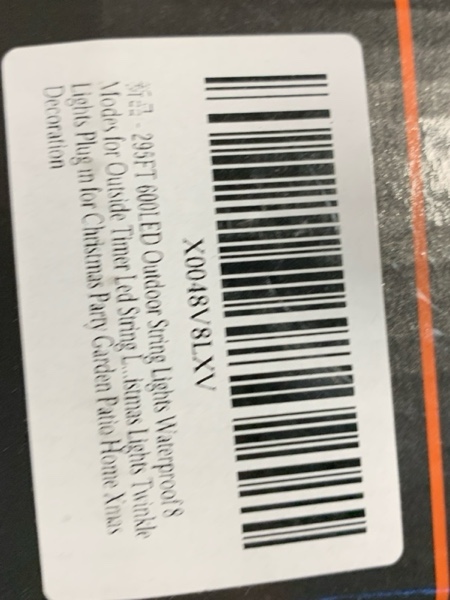 X0048V8LXV
新品 - 295FT 600LED Outdoor String Lights Waterproof 8
Modes for Outside Timer Led String L...istmas Lights Twinkle
Lights Plug in for Christmas Party Garden Patio Home Xmas
Decoration